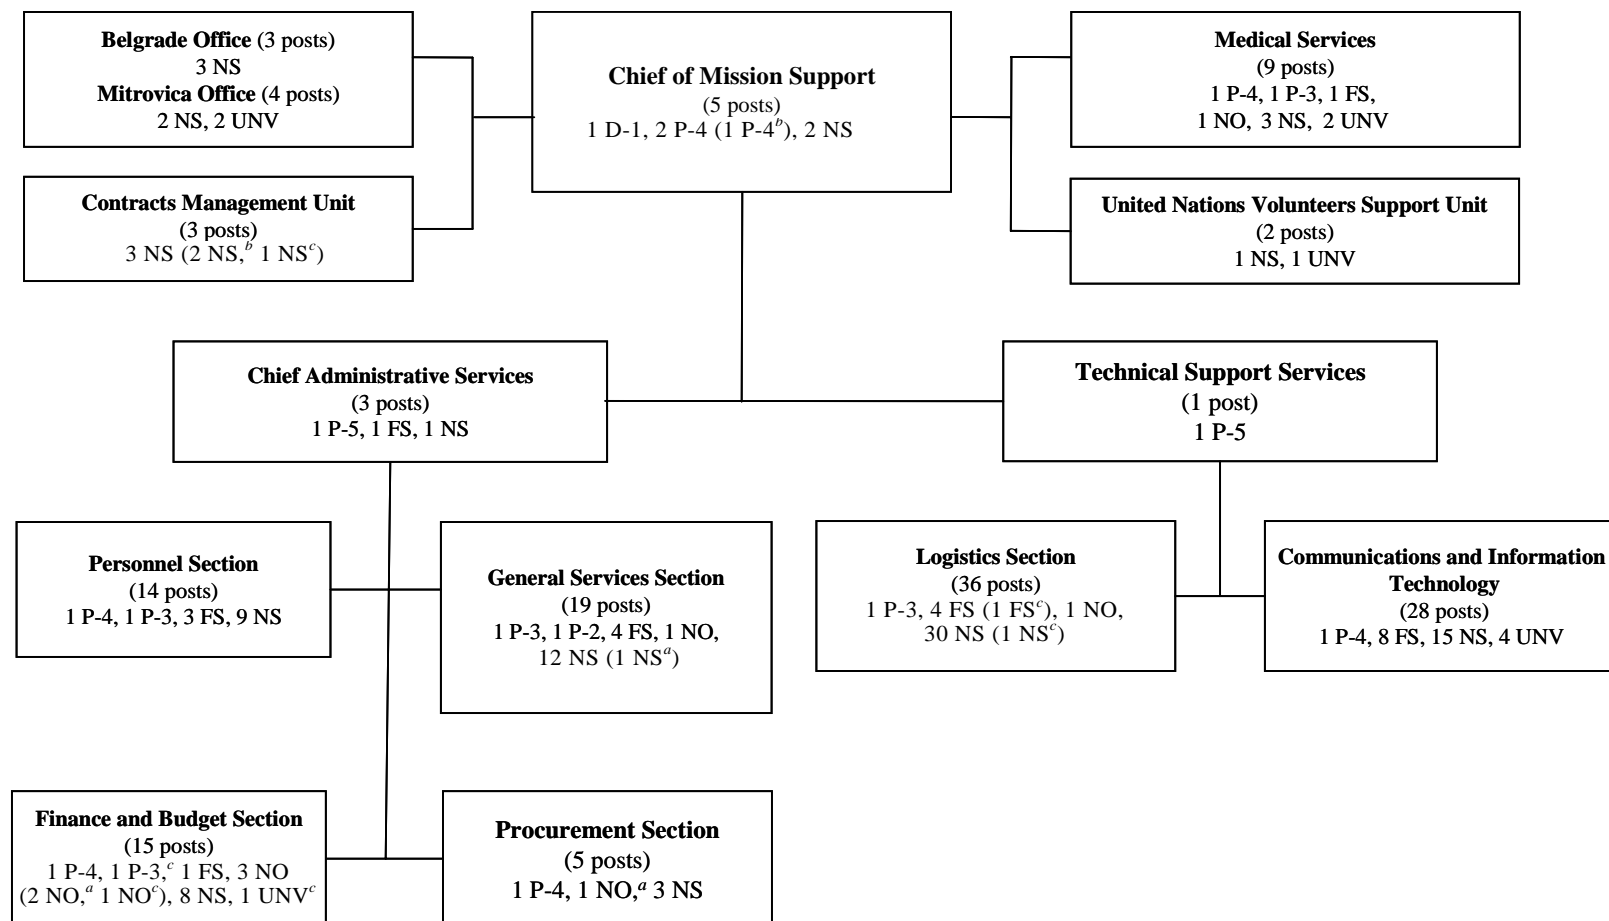 Belgrade Office (3 posts)
3 NS
Mitrovica Office (4 posts)
2 NS, 2 UNV
Chief of Mission Support
(5 posts)
1 D-1, 2 P-4 (1 P-4b), 2 NS
Medical Services
(9 posts)
1 P-4, 1 P-3, 1 FS,
1 NO, 3 NS, 2 UNV
Contracts Management Unit
(3 posts)
3 NS (2 NS,b 1 NSc)
United Nations Volunteers Support Unit
(2 posts)
1 NS, 1 UNV
Chief Administrative Services
(3 posts)
1 P-5, 1 FS, 1 NS
Technical Support Services
(1 post)
1 P-5
Personnel Section
(14 posts)
1 P-4, 1 P-3, 3 FS, 9 NS
General Services Section
(19 posts)
1 P-3, 1 P-2, 4 FS, 1 NO,
12 NS (1 NSa)
Logistics Section
(36 posts)
1 P-3, 4 FS (1 FSc), 1 NO,
30 NS (1 NSc)
Communications and Information
Technology
(28 posts)
1 P-4, 8 FS, 15 NS, 4 UNV
Finance and Budget Section
(15 posts)
1 P-4, 1 P-3,c 1 FS, 3 NO
(2 NO,a 1 NOc), 8 NS, 1 UNVc
Procurement Section
(5 posts)
1 P-4, 1 NO,a 3 NS